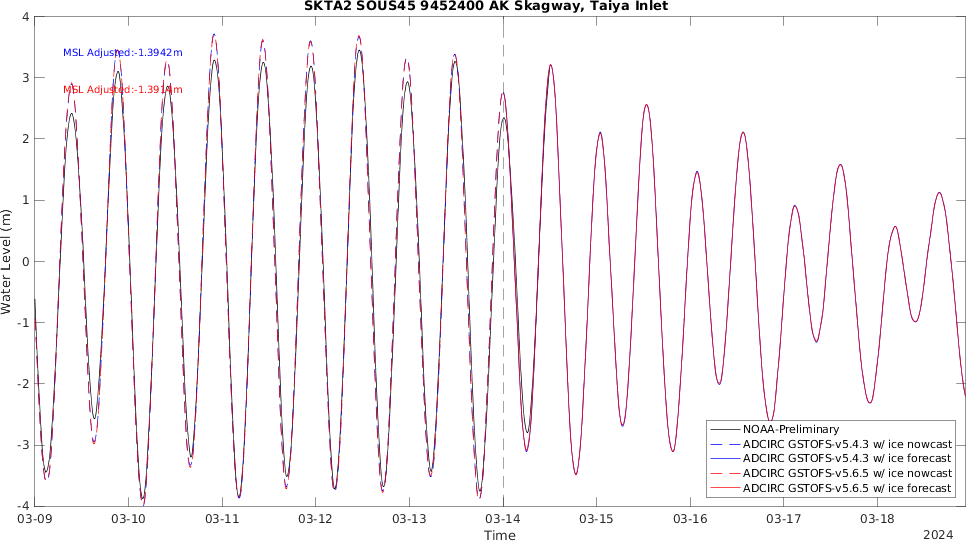 SKTA2 SOUS45 9452400 AK Skagway, Taiya Inlet
4
3
2
1
0
-1
-2
-3
-4
Water Level (m)
MSL Adjusted:-1.3942m
MSL
03-09
03-10
03-11
03-12
03-13
03-14
03-15
03-16
03-17
03-18
Time
2024
NOAA-Preliminary
ADCIRC GSTOFS-v5.4.3 w/ ice nowcast
ADCIRC GSTOFS-v5.4.3 w/ ice forecast
ADCIRC GSTOFS-v5.6.5 w/ ice nowcast
ADCIRC GSTOFS-v5.6.5 w/ ice forecast